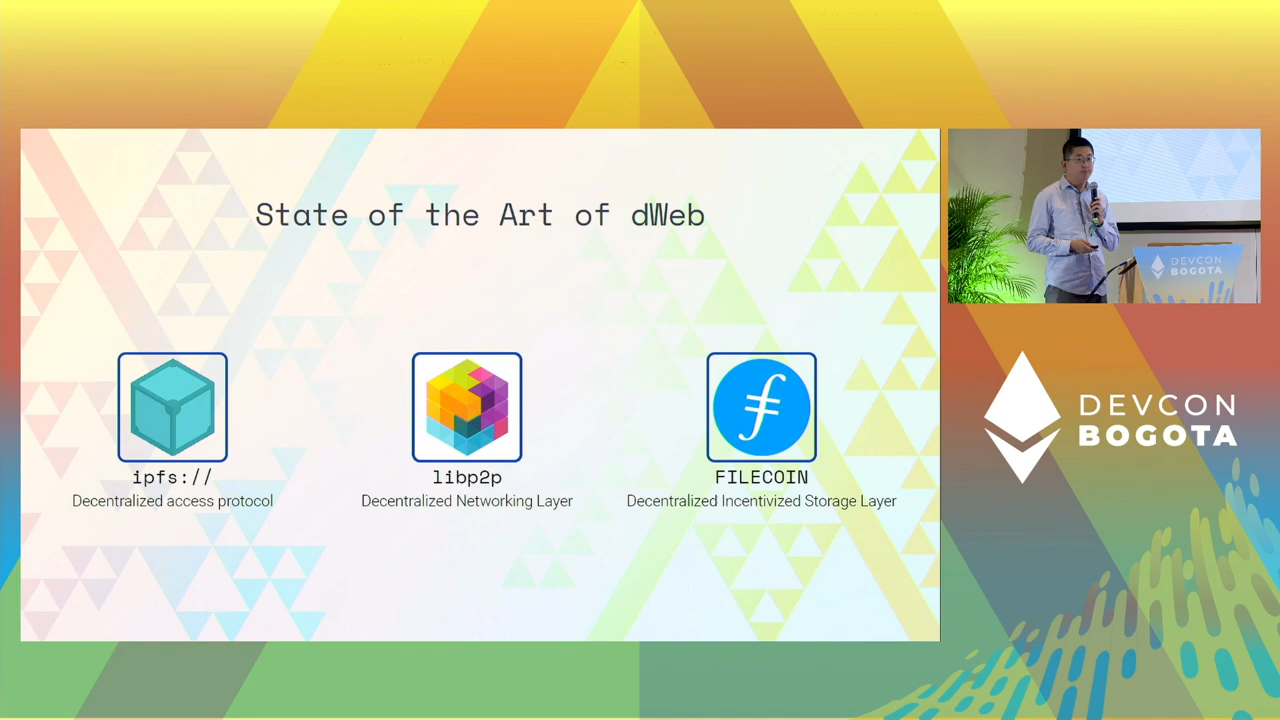 State of the Art of dWeb
ipfs://
Decentralized access protocol
libp2p
Decentralized Networking Layer
FILECOIN
Decentralized Incentivized Storage Layer
DEVCON
BOGOTA
DEVCON
BOGOTA